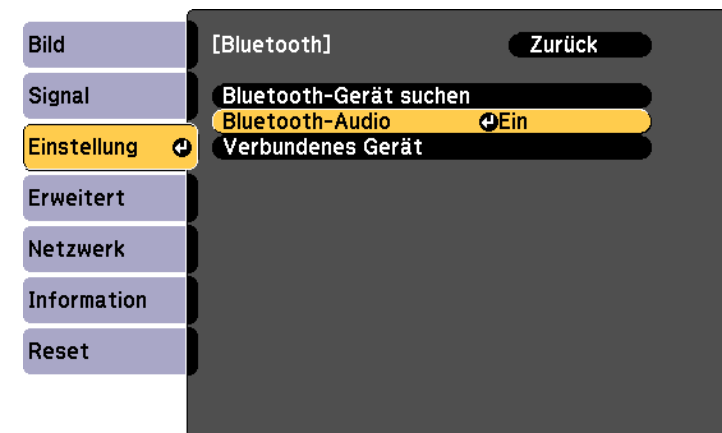 Bild
Signal
Einstellung
Erweitert
Netzwerk
Information
Reset
[Bluetooth] Zurück
Bluetooth-Gerät suchen
Bluetooth-Audio Ein
Verbundenes Gerät